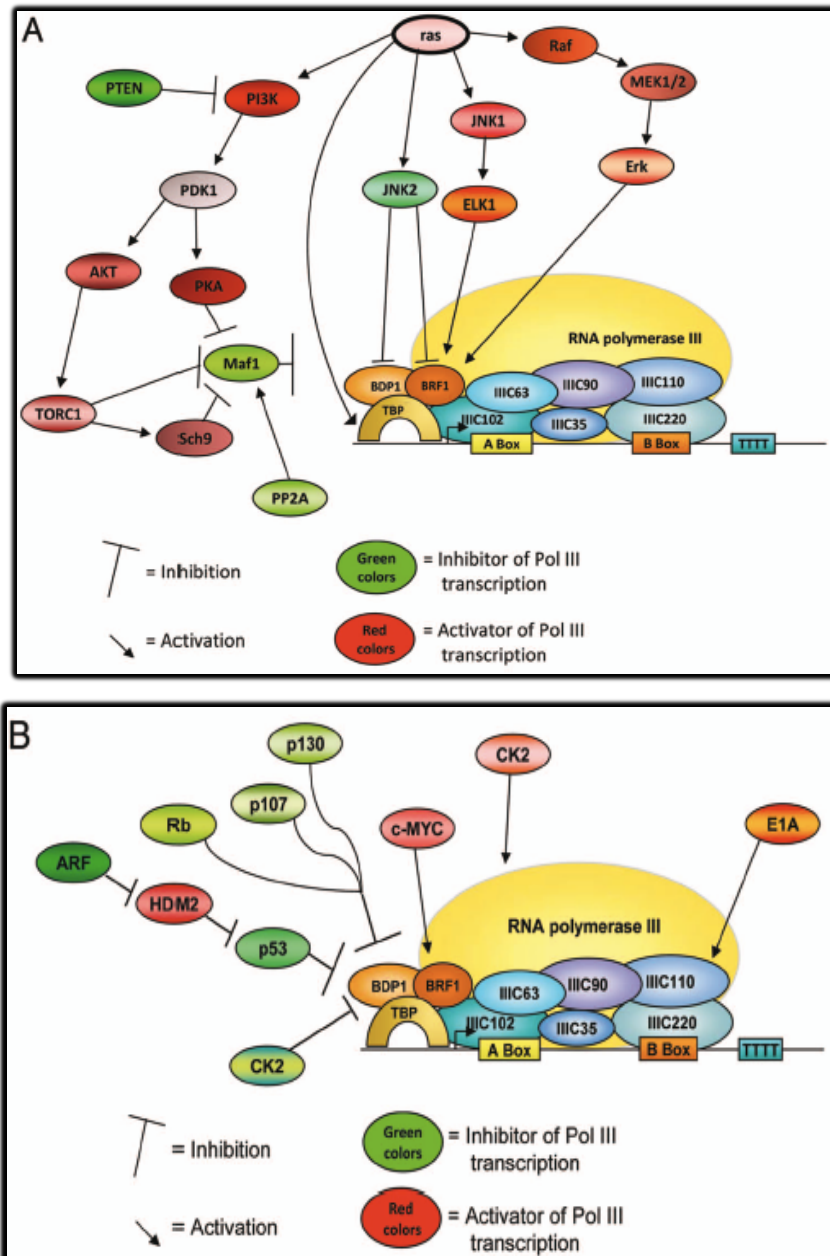 A
ras
Raf
PTEN
PI3K
MEK1/2
JNK1
PDK1
JNK2
ELK1
Erk
AKT
PKA
RNA polymerase III
Maf1
BDP1
BRF1
IIIC63
IIIC90
IIIC110
TORC1
Sch9
TBP
IIIC102
IIIC35
IIIC220
A Box
B Box
TTTT
PP2A
= Inhibition
Green colors
= Inhibitor of Pol III
transcription
= Activation
Red colors
= Activator of Pol III
transcription
B
p130
CK2
p107
Rb
c-MYC
E1A
ARF
HDM2
RNA polymerase III
p53
BDP1
BRF1
IIIC63
IIIC90
IIIC110
TBP
IIIC102
IIIC35
IIIC220
CK2
A Box
B Box
TTTT
= Inhibition
Green
colors
= Inhibitor of Pol III
transcription
= Activation
Red
colors
= Activator of Pol III
transcription